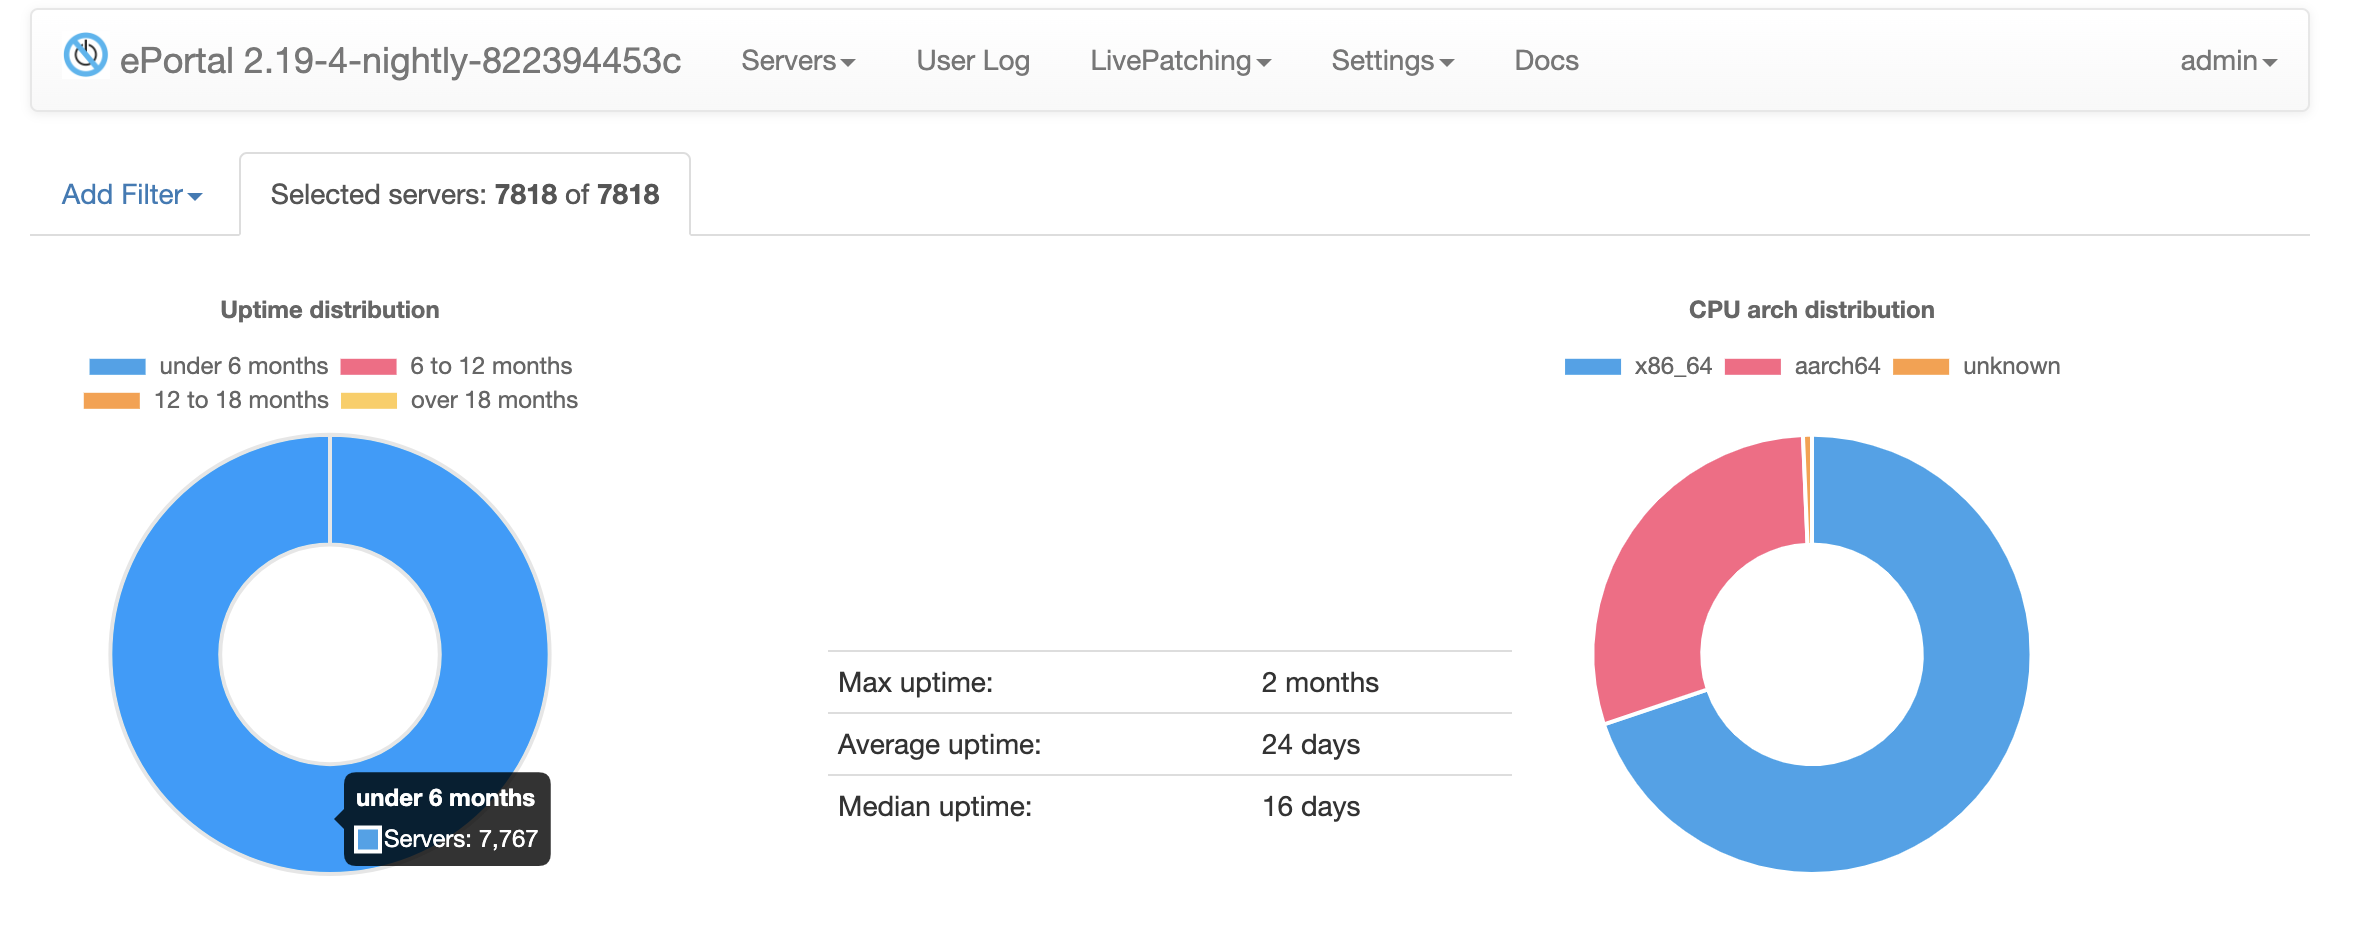 ePortal 2.19-4-nightly-822394453c Servers User Log LivePatching Settings Docs admin
Add Filter Selected servers: 7818 of 7818
Uptime distribution
under 6 months 6 to 12 months
12 to 18 months over 18 months
under 6 months
Servers: 7,767
Max uptime: 2 months
Average uptime: 24 days
Median uptime: 16 days
CPU arch distribution
x86_64 aarch64 unknown